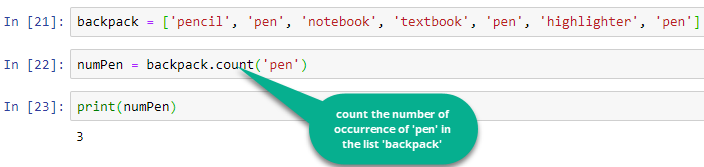 In [21]: backpack = ['pencil', 'pen', 'notebook', 'textbook', 'pen', 'highlighter', 'pen']
In [22]: numPen = backpack.count('pen')
In [23]: print(numPen)
3
count the number of
occurrence of 'pen' in
the list 'backpack'